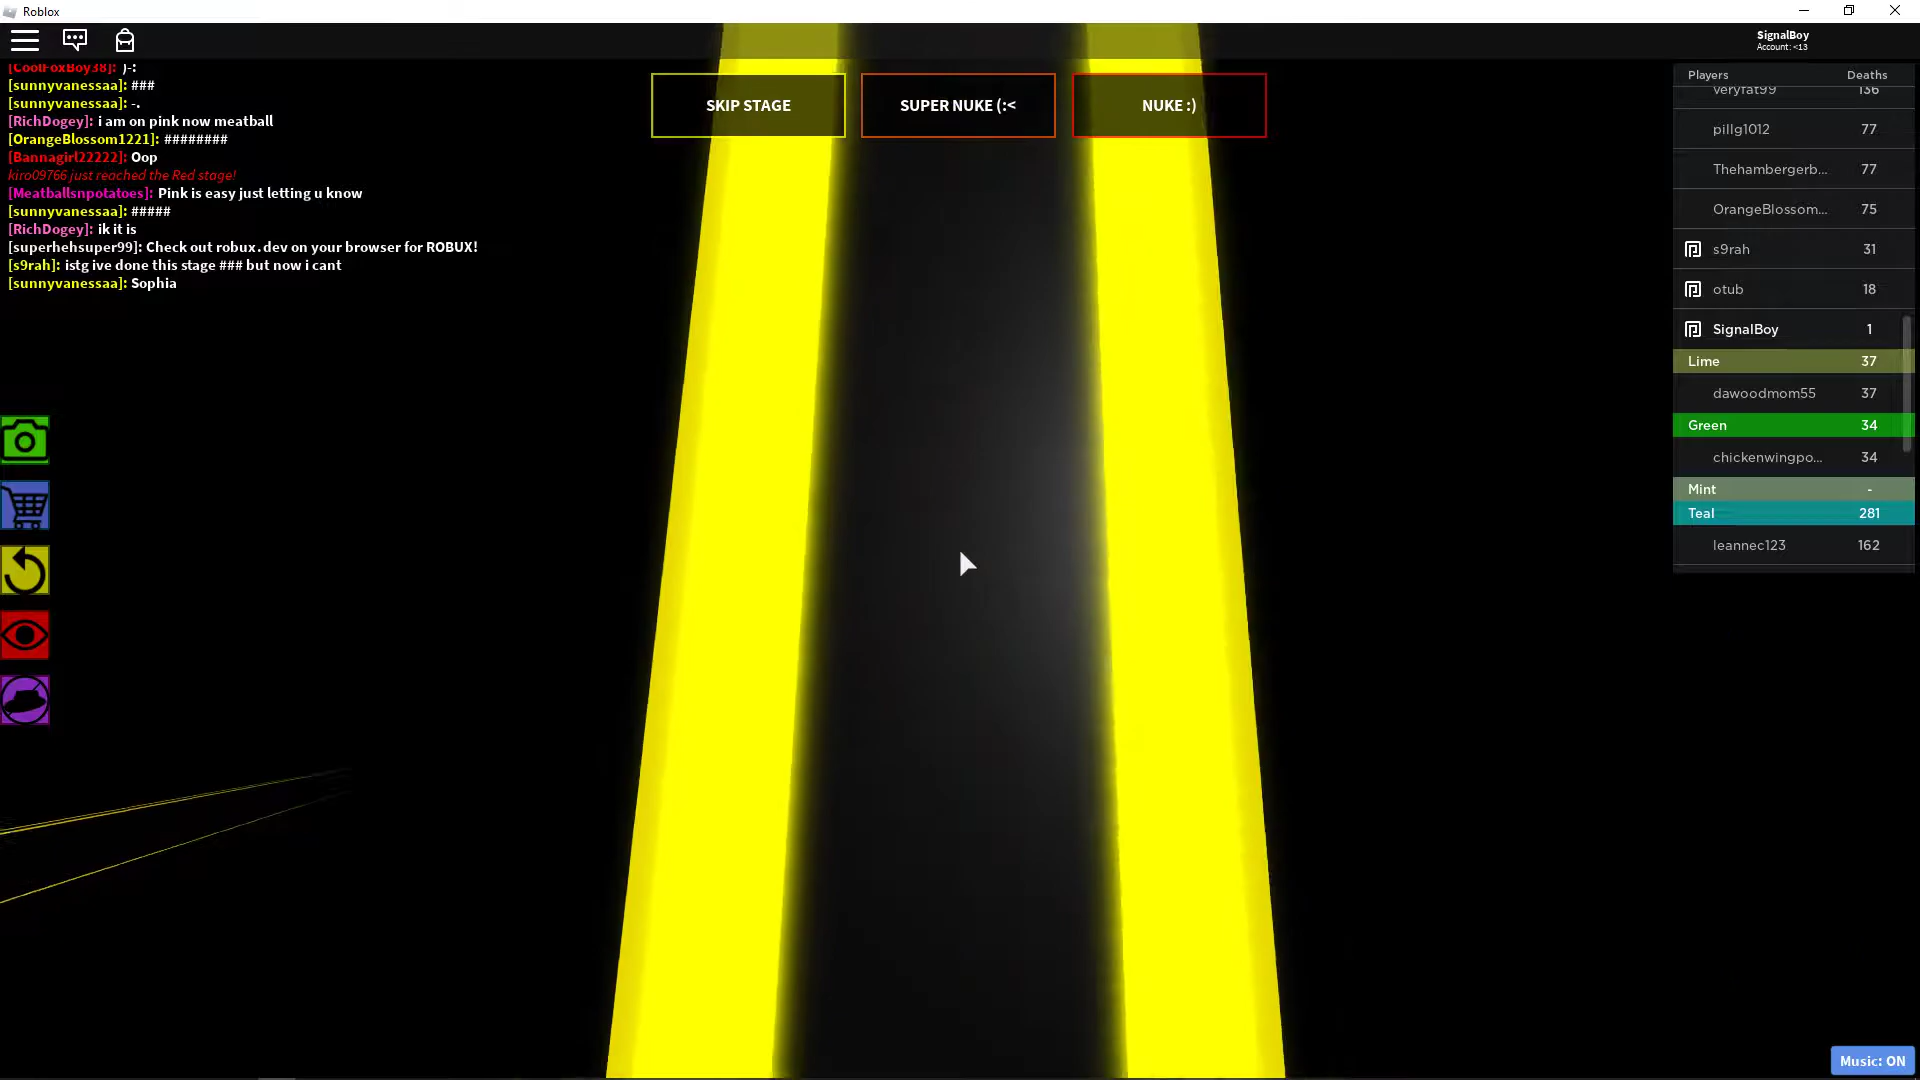 Roblox
SignalBoy
Account: <13
[CoolFoxBoy38]: )-:
[sunnyvanessaa]: ###
[sunnyvanessaa]: -.
[RichDogey]: i am on pink now meatball
[OrangeBlossom1221]: ########
[Bannagirl22222]: Oop
kiro09766 just reached the Red stage!
[Meatballsnpotatoes]: Pink is easy just letting u know
[sunnyvanessaa]: #####
[RichDogey]: ik it is
[superhehsuper99]: Check out robux.dev on your browser for ROBUX!
[s9rah]: istg ive done this stage ### but now i cant
[sunnyvanessaa]: Sophia
SKIP STAGE
SUPER NUKE (:<
NUKE :)
Players Deaths
veryfat99 136
pillg1012 77
Thehambergerb... 77
OrangeBlossom... 75
s9rah 31
otub 18
SignalBoy 1
Lime 37
dawoodmom55 37
Green 34
chickenwingpo... 34
Mint -
Teal 281
leannec123 162
Music: ON